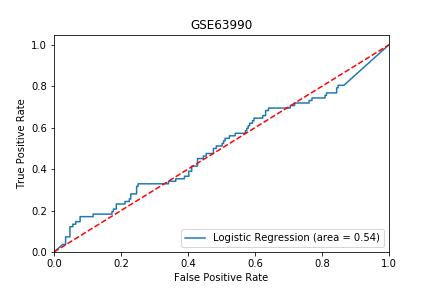 GSE63990
1.0
0.8
0.6
0.4
0.2
0.0
True Positive Rate
Logistic Regression (area = 0.54)
0.0 0.2 0.4 0.6 0.8 1.0
False Positive Rate